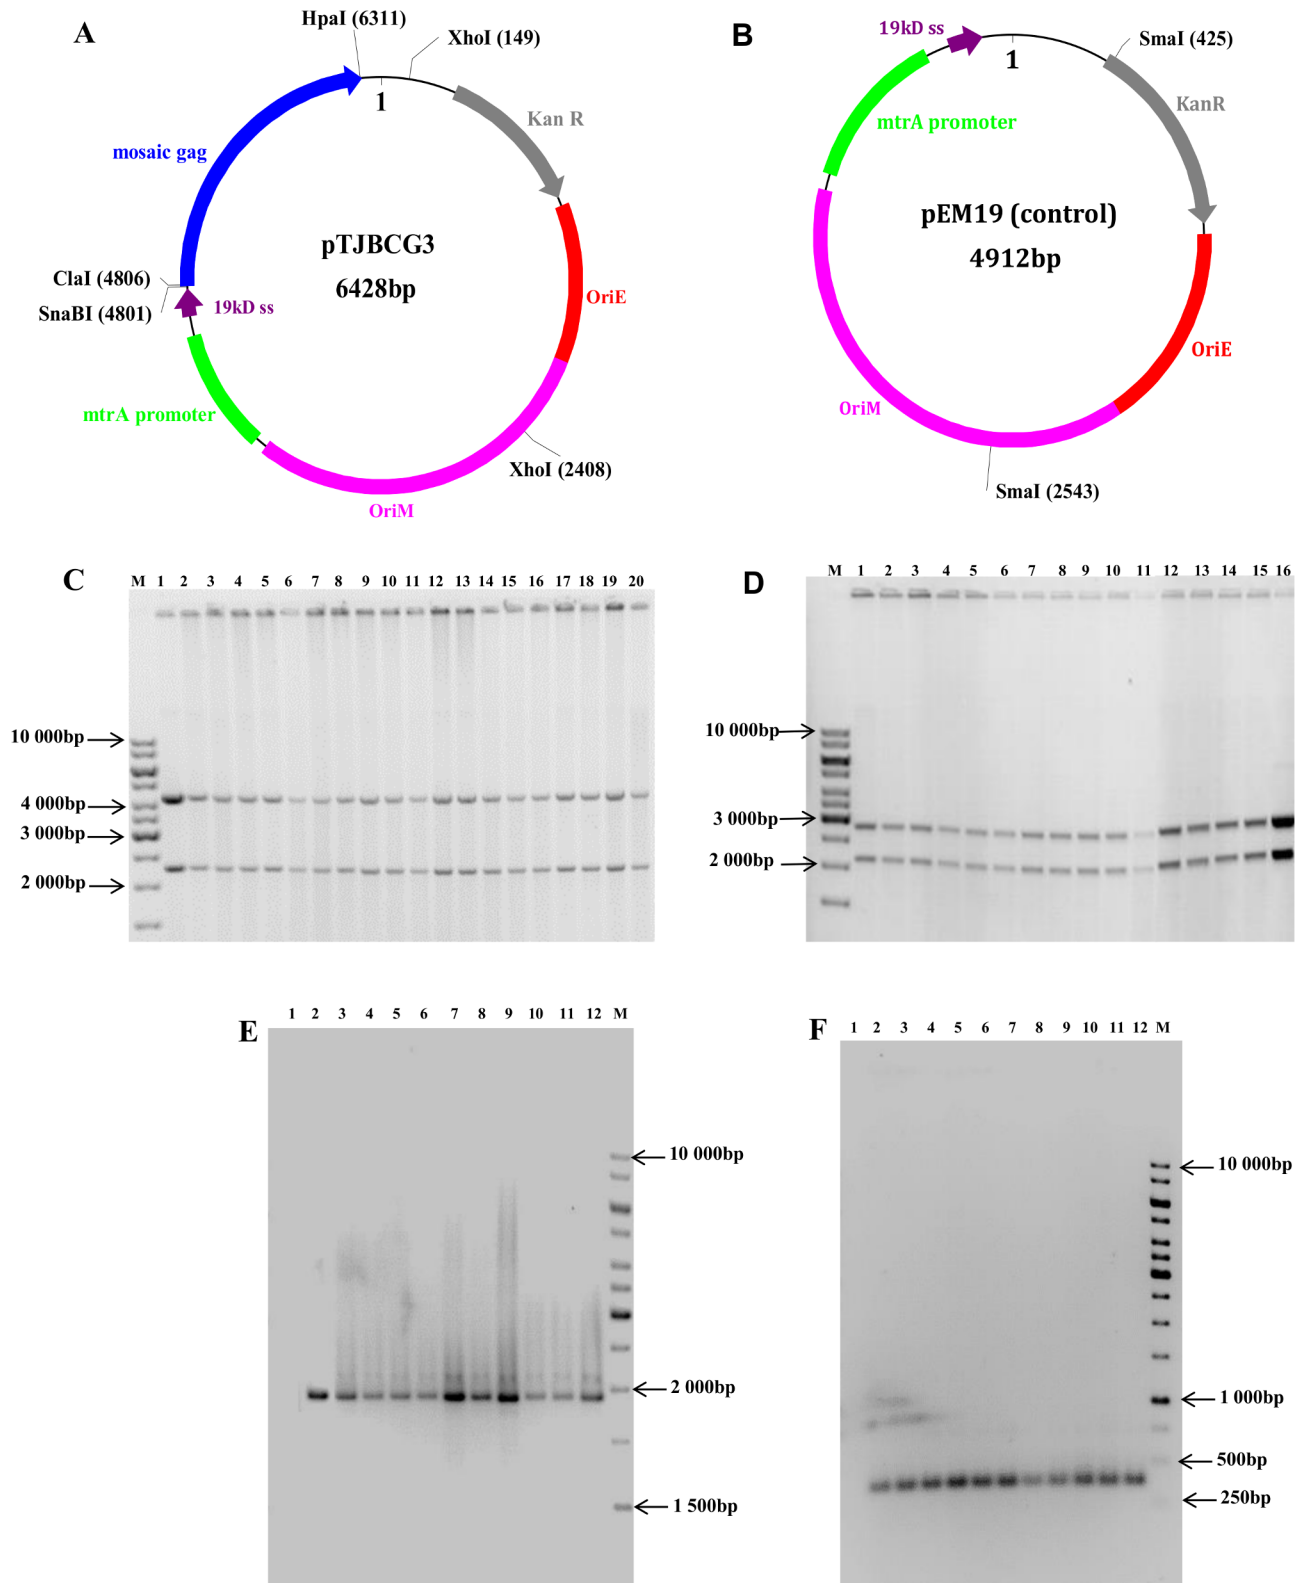 A
HpaI (6311)
XhoI (149)
1
Kan R
mosaic gag
pTJBCG3
6428bp
ClaI (4806)
SnaBI (4801)
19kD ss
OriE
mtrA promoter
XhoI (2408)
OriM
B
19kD ss
SmaI (425)
1
KanR
mtrA promoter
pEM19 (control)
4912bp
OriE
OriM
SmaI (2543)
C
M 1 2 3 4 5 6 7 8 9 10 11 12 13 14 15 16 17 18 19 20
10 000bp
4 000bp
3 000bp
2 000bp
D
M 1 2 3 4 5 6 7 8 9 10 11 12 13 14 15 16
10 000bp
3 000bp
2 000bp
E
1 2 3 4 5 6 7 8 9 10 11 12 M
10 000bp
2 000bp
1 500bp
F
1 2 3 4 5 6 7 8 9 10 11 12 M
10 000bp
1 000bp
500bp
250bp